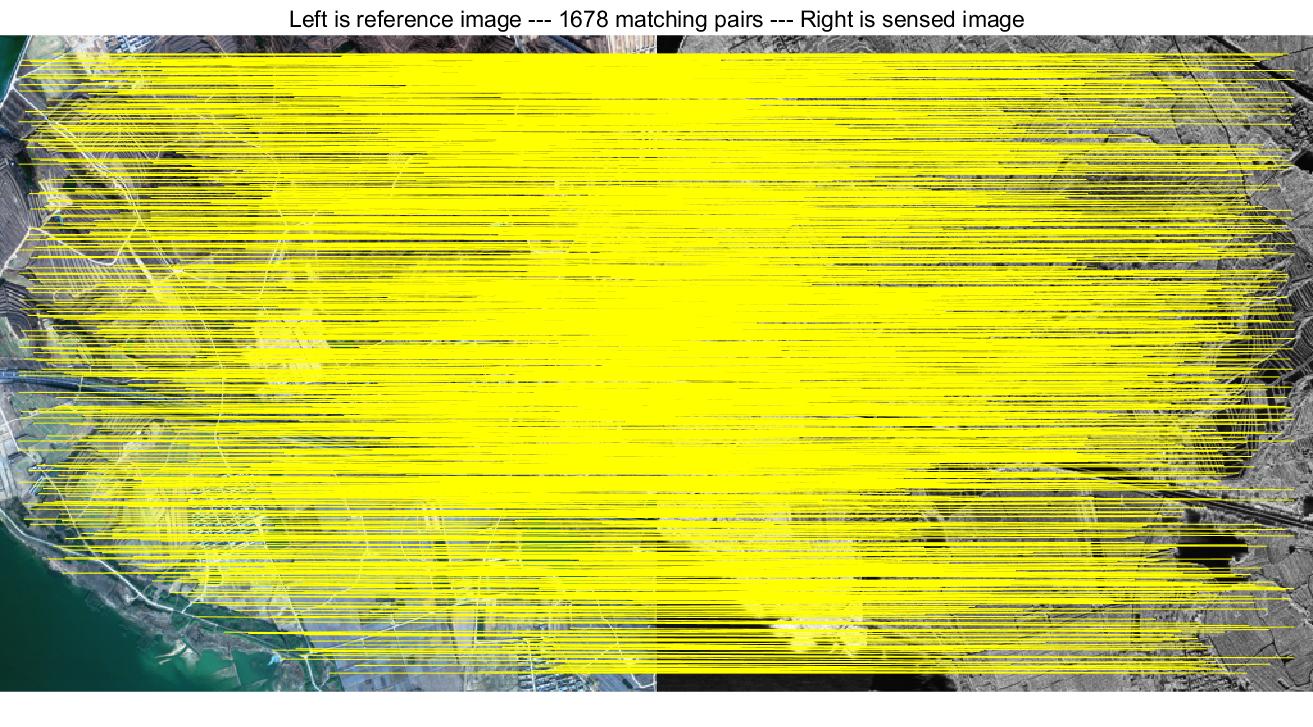 Left is reference image --- 1678 matching pairs --- Right is sensed image